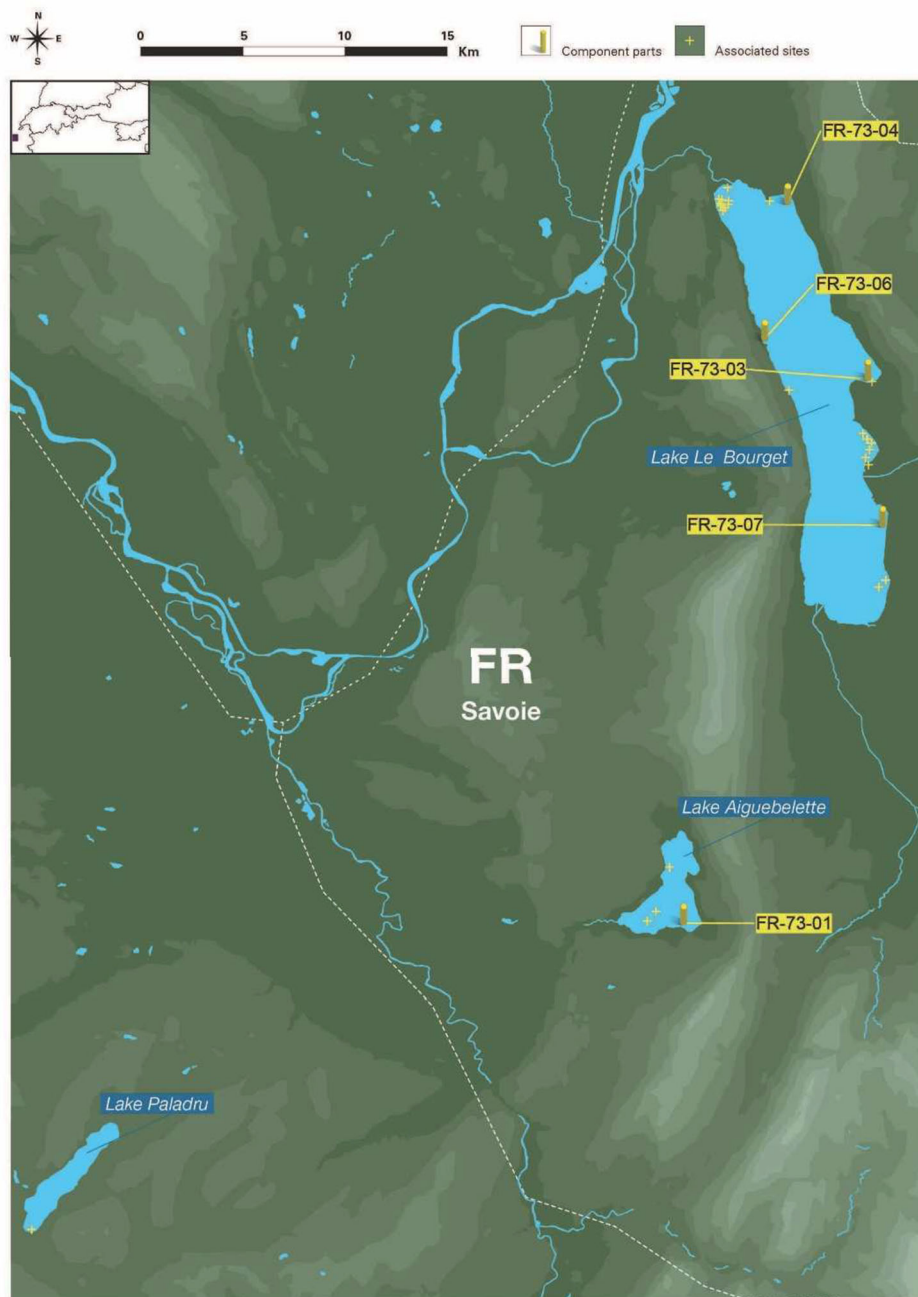 N
W E
S
0 5 10 15
Km
Component parts
Associated sites
FR-73-04
FR-73-06
FR-73-03
Lake Le Bourget
FR-73-07
FR
Savoie
Lake Aiguebelette
FR-73-01
Lake Paladru